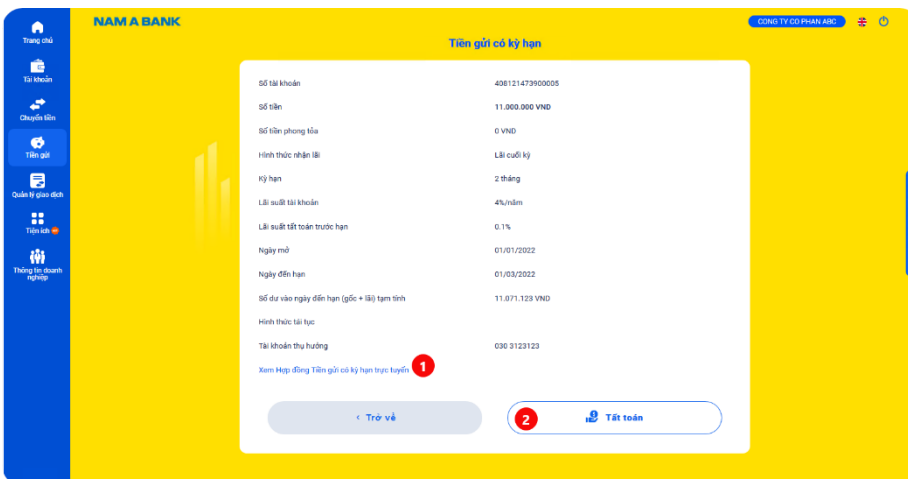 NAM A BANK
CONG TY CO PHAN ABC
Trang chủ
Tài khoản
Chuyển tiền
Tiền gửi
Quản lý giao dịch
Tiện ích
Thông tin doanh
nghiệp
Tiền gửi có kỳ hạn
Số tài khoản 408121473900005
Số tiền 11.000.000 VND
Số tiền phong tỏa 0 VND
Hình thức nhận lãi Lãi cuối kỳ
Kỳ hạn 2 tháng
Lãi suất tài khoản 4%/năm
Lãi suất tất toán trước hạn 0.1%
Ngày mở 01/01/2022
Ngày đến hạn 01/03/2022
Số dư vào ngày đến hạn (gốc + lãi) tạm tính 11.071.123 VND
Hình thức tái tục
Tài khoản thụ hưởng 030 3123123
Xem Hợp đồng Tiền gửi có kỳ hạn trực tuyến 1
‹ Trở về
2 Tất toán